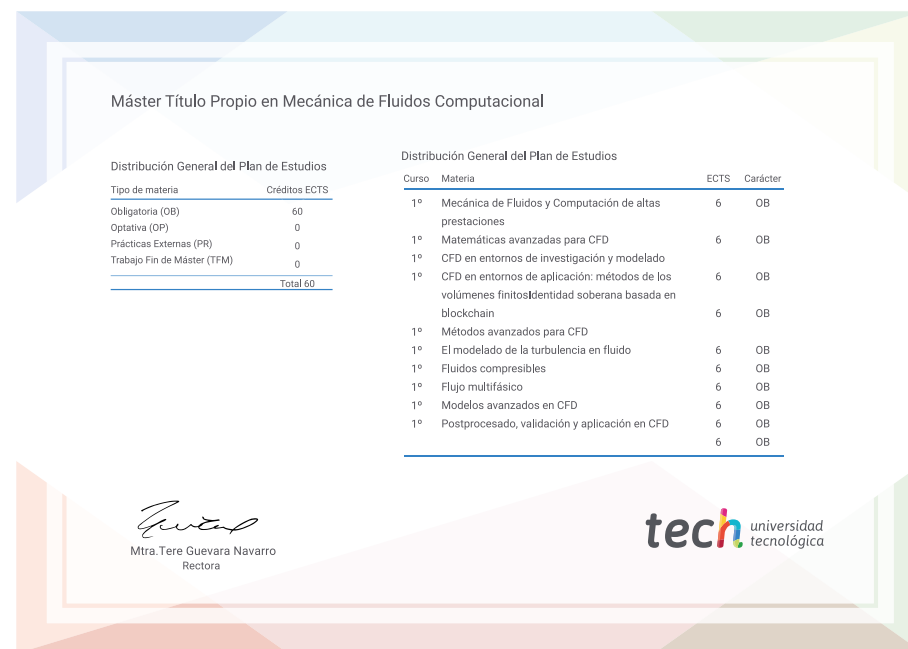 Máster Título Propio en Mecánica de Fluidos Computacional
Distribución General del Plan de Estudios
Tipo de materia Créditos ECTS
Obligatoria (OB) 60
Optativa (OP) 0
Prácticas Externas (PR) 0
Trabajo Fin de Máster (TFM) 0
Total 60
Distribución General del Plan de Estudios
Curso Materia ECTS Carácter
1º Mecánica de Fluidos y Computación de altas 6 OB
prestaciones
1º Matemáticas avanzadas para CFD 6 OB
1º CFD en entornos de investigación y modelado
1º CFD en entornos de aplicación: métodos de los 6 OB
volúmenes finitosIdentidad soberana basada en
blockchain 6 OB
1º Métodos avanzados para CFD
1º El modelado de la turbulencia en fluido 6 OB
1º Fluidos compresibles 6 OB
1º Flujo multifásico 6 OB
1º Modelos avanzados en CFD 6 OB
1º Postprocesado, validación y aplicación en CFD 6 OB
6 OB
Mtra.Tere Guevara Navarro
Rectora
tech universidad
tecnológica